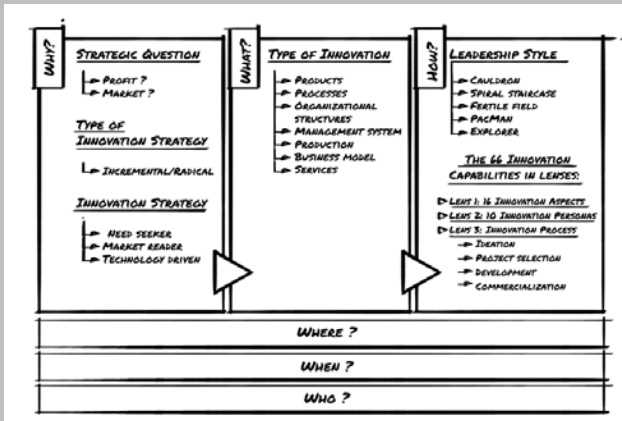 Why?
Strategic Question
Profit?
Market?
Type of
Innovation Strategy
Incremental/Radical
Innovation Strategy
Need seeker
Market reader
Technology driven
What?
Type of Innovation
Products
Processes
Organizational
structures
Management system
Production
Business model
Services
How?
Leadership Style
Cauldron
Spiral staircase
Fertile field
PacMan
Explorer
The 66 Innovation
Capabilities in lenses:
Lens 1: 16 Innovation Aspects
Lens 2: 10 Innovation Personas
Lens 3: Innovation Process
Ideation
Project selection
Development
Commercialization
Where?
When?
Who?